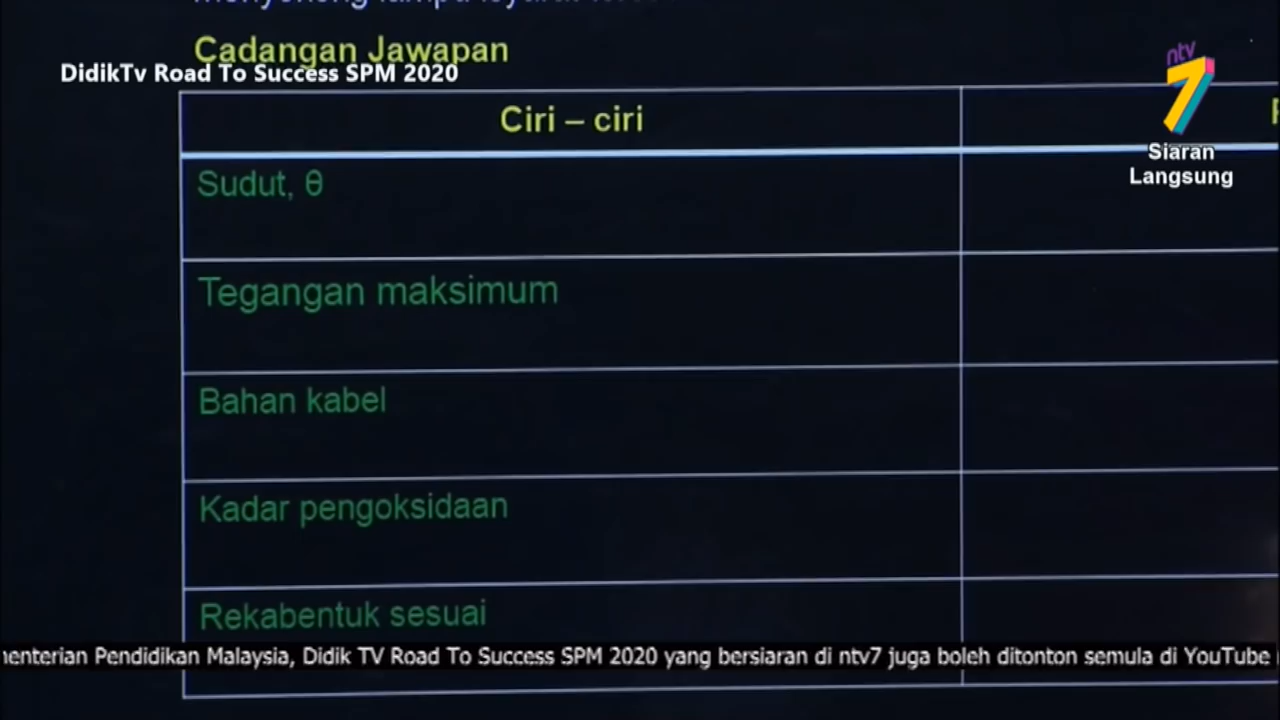 Cadangan Jawapan
DidikTv Road To Success SPM 2020
ntv
7
Siaran
Langsung
Ciri – ciri
Sudut, θ
Tegangan maksimum
Bahan kabel
Kadar pengoksidaan
Rekabentuk sesuai
Pendidikan Malaysia, Didik TV Road To Success SPM 2020 yang bersiaran di ntv7 juga boleh ditonton semula di YouTube